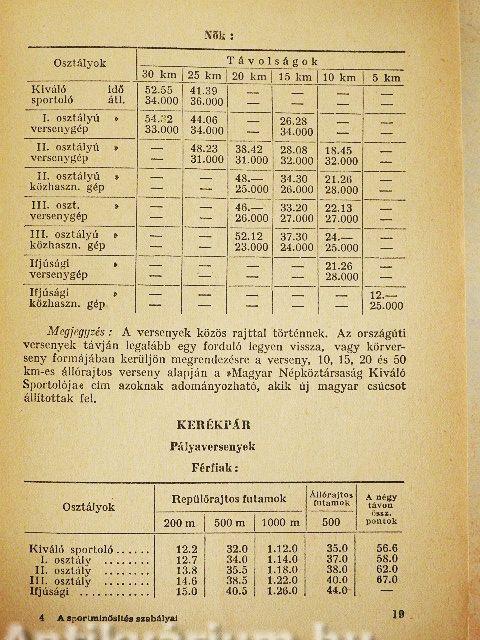 Nők :
Osztályok Távolságok
30 km 25 km 20 km 15 km 10 km 5 km
Kiváló idő 52.55 41.39 — — — —
sportoló átl. 34.000 36.000 — — — —
I. osztályú » 54.32 44.06 — 26.28 — —
versenygép 33.000 34.000 — 34.000 — —
II. osztályú » — 48.23 38.42 28.08 18.45 —
versenygép — 31.000 31.000 32.000 32.000 —
II. osztályú » — — 48.— 34.30 21.26 —
közhaszn. gép — — 25.000 26.000 28.000 —
III. oszt. » — — 46.— 33.20 22.13 —
versenygép — — 26.000 27.000 27.000 —
III. osztályú » — — 52.12 37.30 24.— —
közhaszn. gép — — 23.000 24.000 25.000 —
Ifjúsági » — — — — 21.26 —
versenygép — — — — 28.000 —
Ifjúsági » — — — — — 12.—
közhaszn. gép — — — — — 25.000
Megjegyzés : A versenyek közös rajttal történnek. Az országúti
versenyek távján legalább egy forduló legyen vissza, vagy körver-
seny formájában kerüljön megrendezésre a verseny, 10, 15, 20 és 50
km-es állórajtos verseny alapján a »Magyar Népköztársaság Kiváló
Sportolója« cím azoknak adományozható, akik új magyar csúcsot
állítottak fel.
KERÉKPÁR
Pályaversenyek
Férfiak :
Osztályok Repülőrajtos futamok Állórajtos futamok A négy távon össz. pontok
200 m 500 m 1000 m 500
Kiváló sportoló...... 12.2 32.0 1.12.0 35.0 56.6
I. osztály ........ 12.7 34.0 1.14.0 37.0 58.0
II. osztály ........ 13.8 35.5 1.18.0 38.0 62.0
III. osztály ........ 14.6 38.5 1.22.0 40.0 67.0
Ifjúsági ........ 15.0 40.5 1.26.0 44.0 —
4 A sportminősítés szabályai 19
Antikvarium.hu